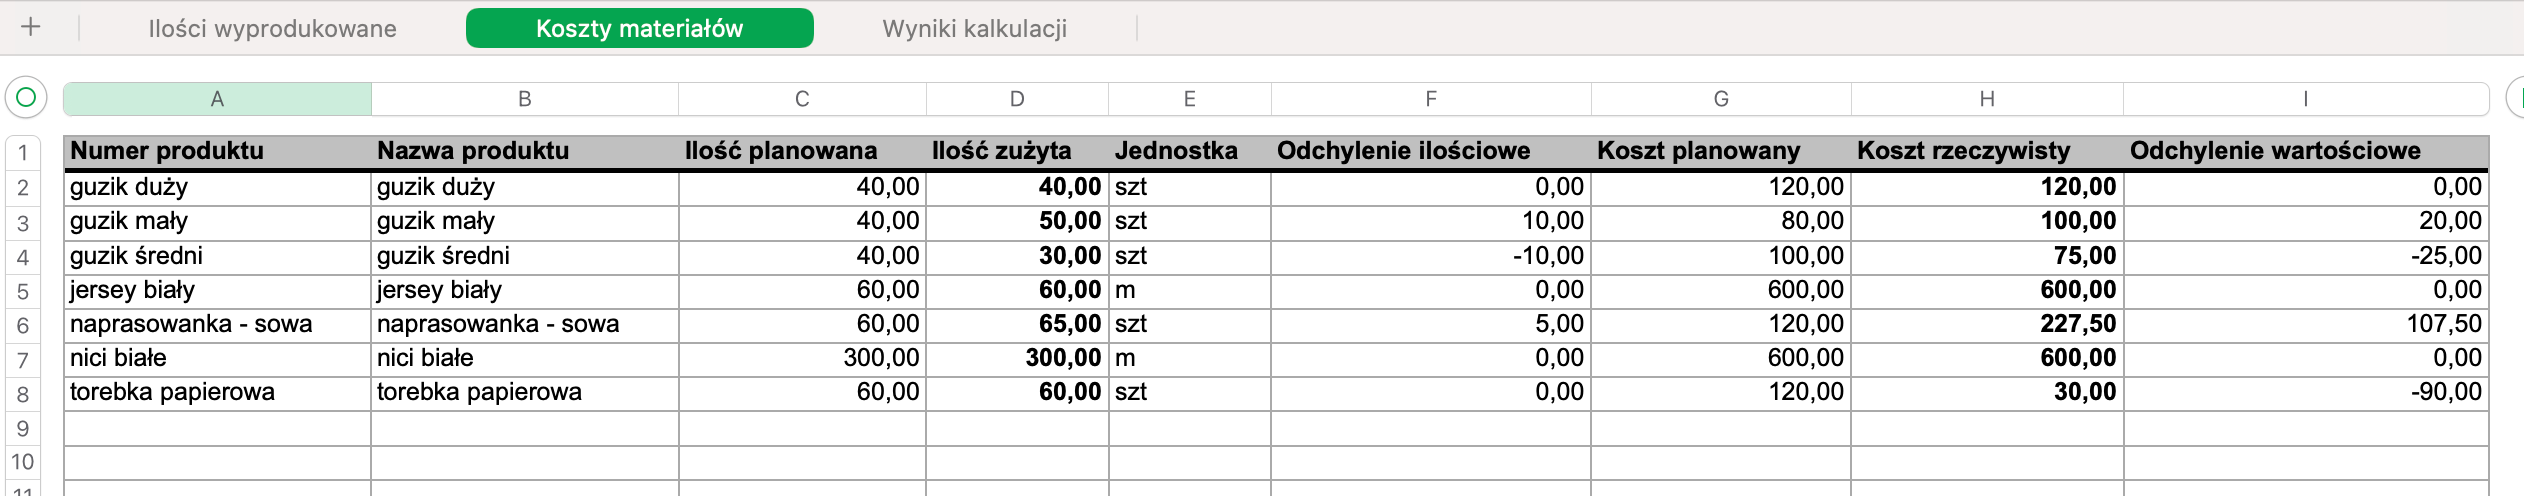 + Ilości wyprodukowane Koszty materiałów Wyniki kalkulacji
A B C D E F G H I
1 Numer produktu Nazwa produktu Ilość planowana Ilość zużyta Jednostka Odchylenie ilościowe Koszt planowany Koszt rzeczywisty Odchylenie wartościowe
2 guzik duży guzik duży 40,00 40,00 szt 0,00 120,00 120,00 0,00
3 guzik mały guzik mały 40,00 50,00 szt 10,00 80,00 100,00 20,00
4 guzik średni guzik średni 40,00 30,00 szt -10,00 100,00 75,00 -25,00
5 jersey biały jersey biały 60,00 60,00 m 0,00 600,00 600,00 0,00
6 naprasowanka - sowa naprasowanka - sowa 60,00 65,00 szt 5,00 120,00 227,50 107,50
7 nici białe nici białe 300,00 300,00 m 0,00 600,00 600,00 0,00
8 torebka papierowa torebka papierowa 60,00 60,00 szt 0,00 120,00 30,00 -90,00
9
10
11